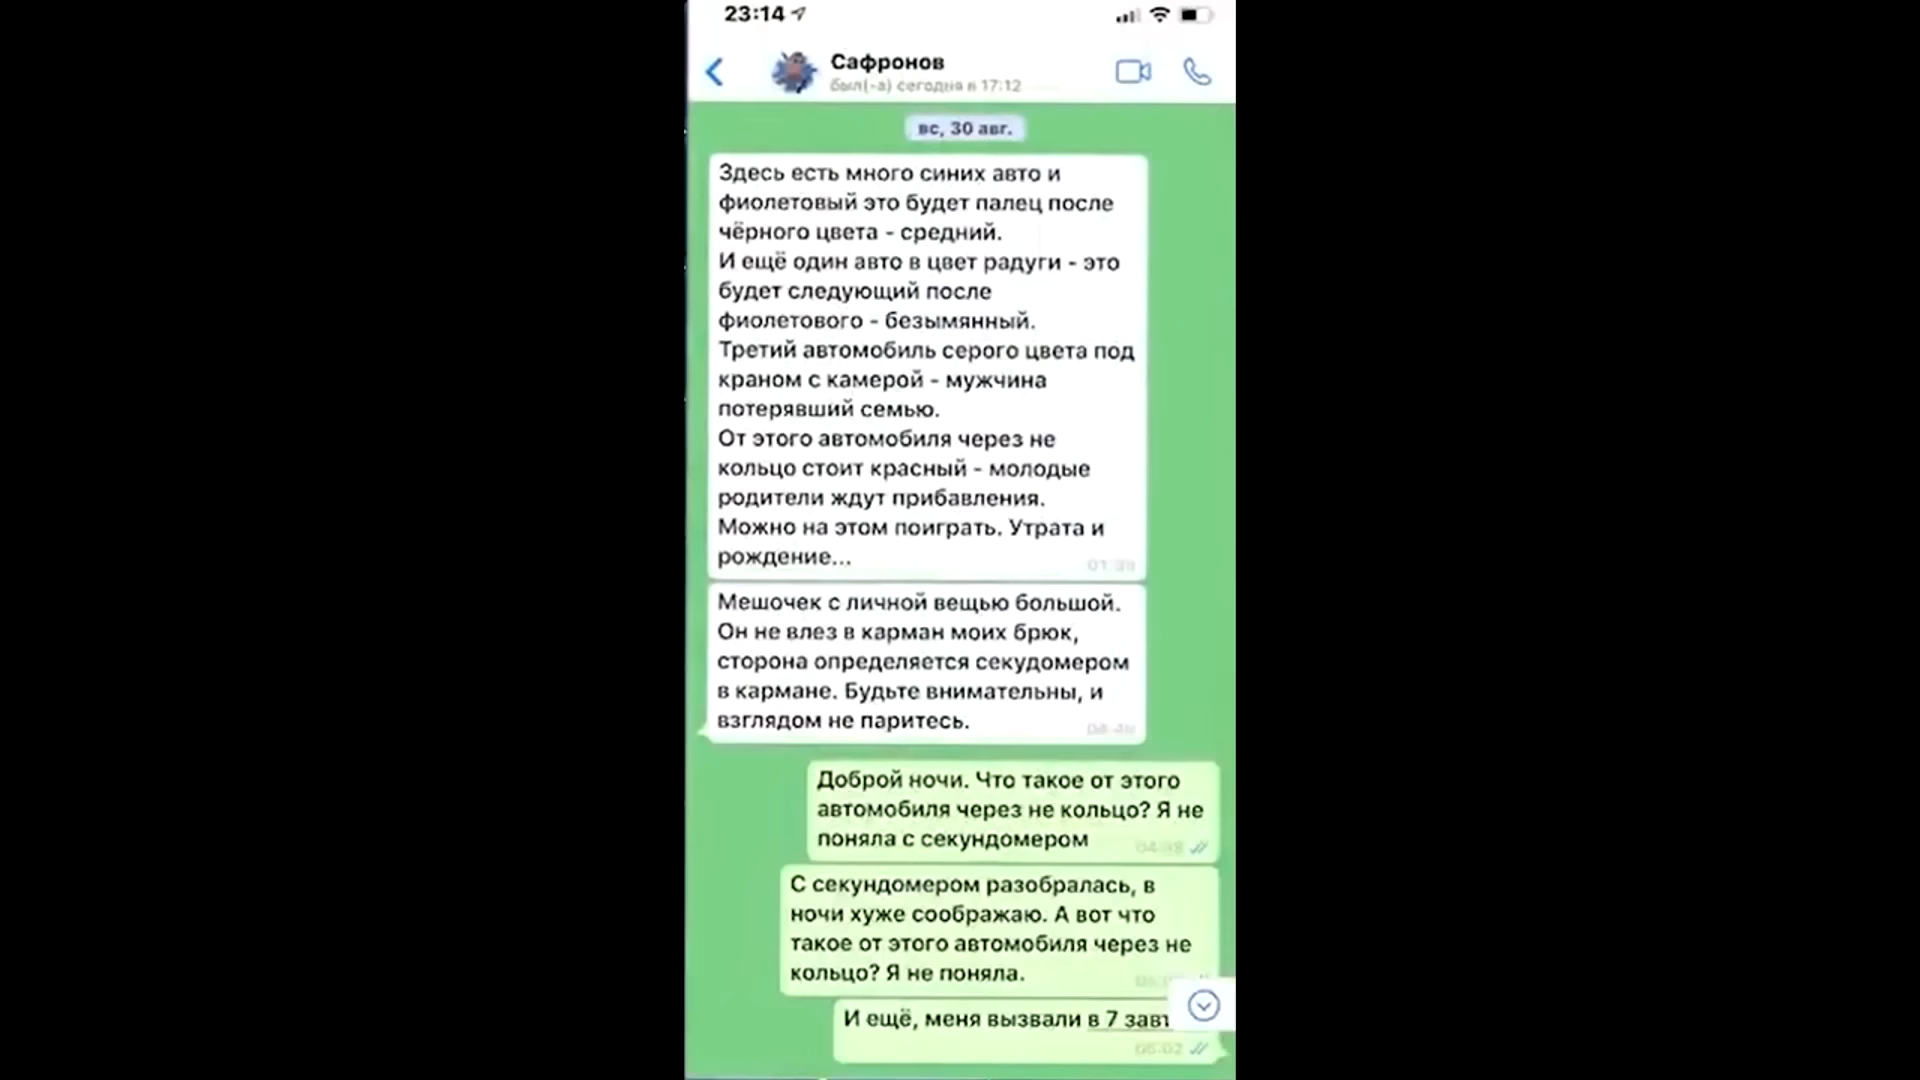 23:14
Сафронов
был(-а) сегодня в 17:12
вс, 30 авг.
Здесь есть много синих авто и
фиолетовый это будет палец после
чёрного цвета - средний.
И ещё один авто в цвет радуги - это
будет следующий после
фиолетового - безымянный.
Третий автомобиль серого цвета под
краном с камерой - мужчина
потерявший семью.
От этого автомобиля через не
кольцо стоит красный - молодые
родители ждут прибавления.
Можно на этом поиграть. Утрата и
рождение...
Мешочек с личной вещью большой.
Он не влез в карман моих брюк,
сторона определяется секудомером
в кармане. Будьте внимательны, и
взглядом не паритесь.
Доброй ночи. Что такое от этого
автомобиля через не кольцо? Я не
поняла с секундомером
С секундомером разобралась, в
ночи хуже соображаю. А вот что
такое от этого автомобиля через не
кольцо? Я не поняла.
И ещё, меня вызвали в 7
05:02